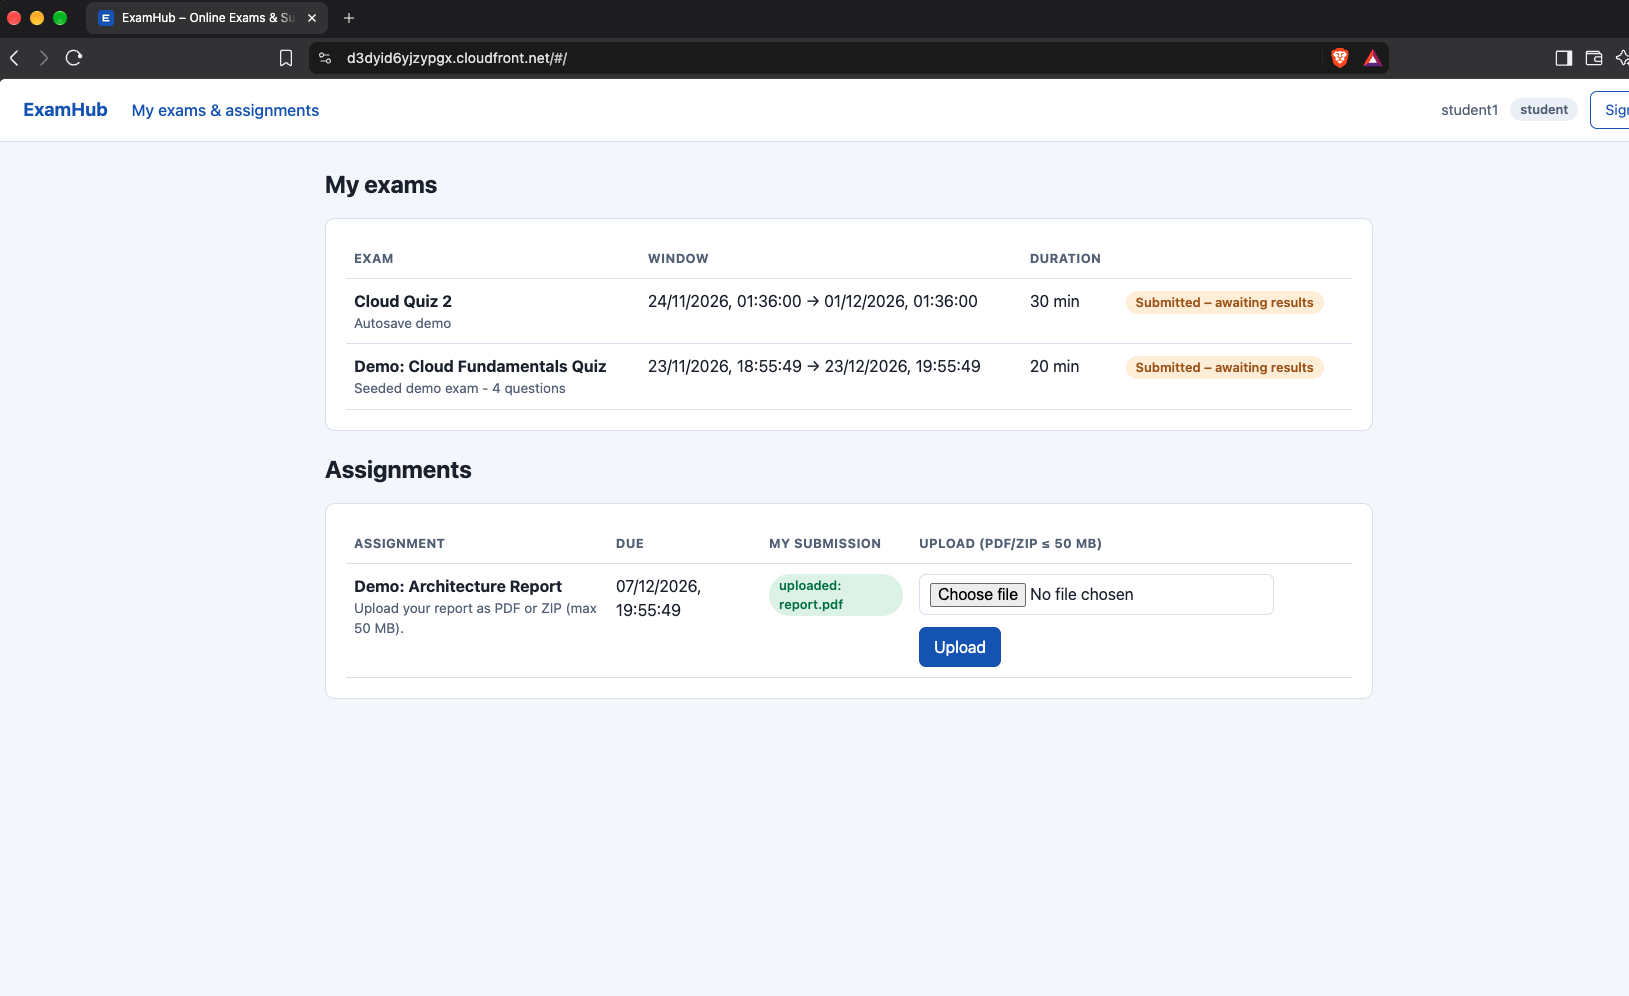 ExamHub – Online Exams & Su
d3dyid6yjzypgx.cloudfront.net/#/
ExamHub My exams & assignments student1 student Sign
My exams
EXAM WINDOW DURATION
Cloud Quiz 2 24/11/2026, 01:36:00 → 01/12/2026, 01:36:00 30 min Submitted – awaiting results
Autosave demo
Demo: Cloud Fundamentals Quiz 23/11/2026, 18:55:49 → 23/12/2026, 19:55:49 20 min Submitted – awaiting results
Seeded demo exam - 4 questions
Assignments
ASSIGNMENT DUE MY SUBMISSION UPLOAD (PDF/ZIP ≤ 50 MB)
Demo: Architecture Report 07/12/2026, uploaded: Choose file No file chosen
Upload your report as PDF or ZIP (max 19:55:49 report.pdf
50 MB).
Upload